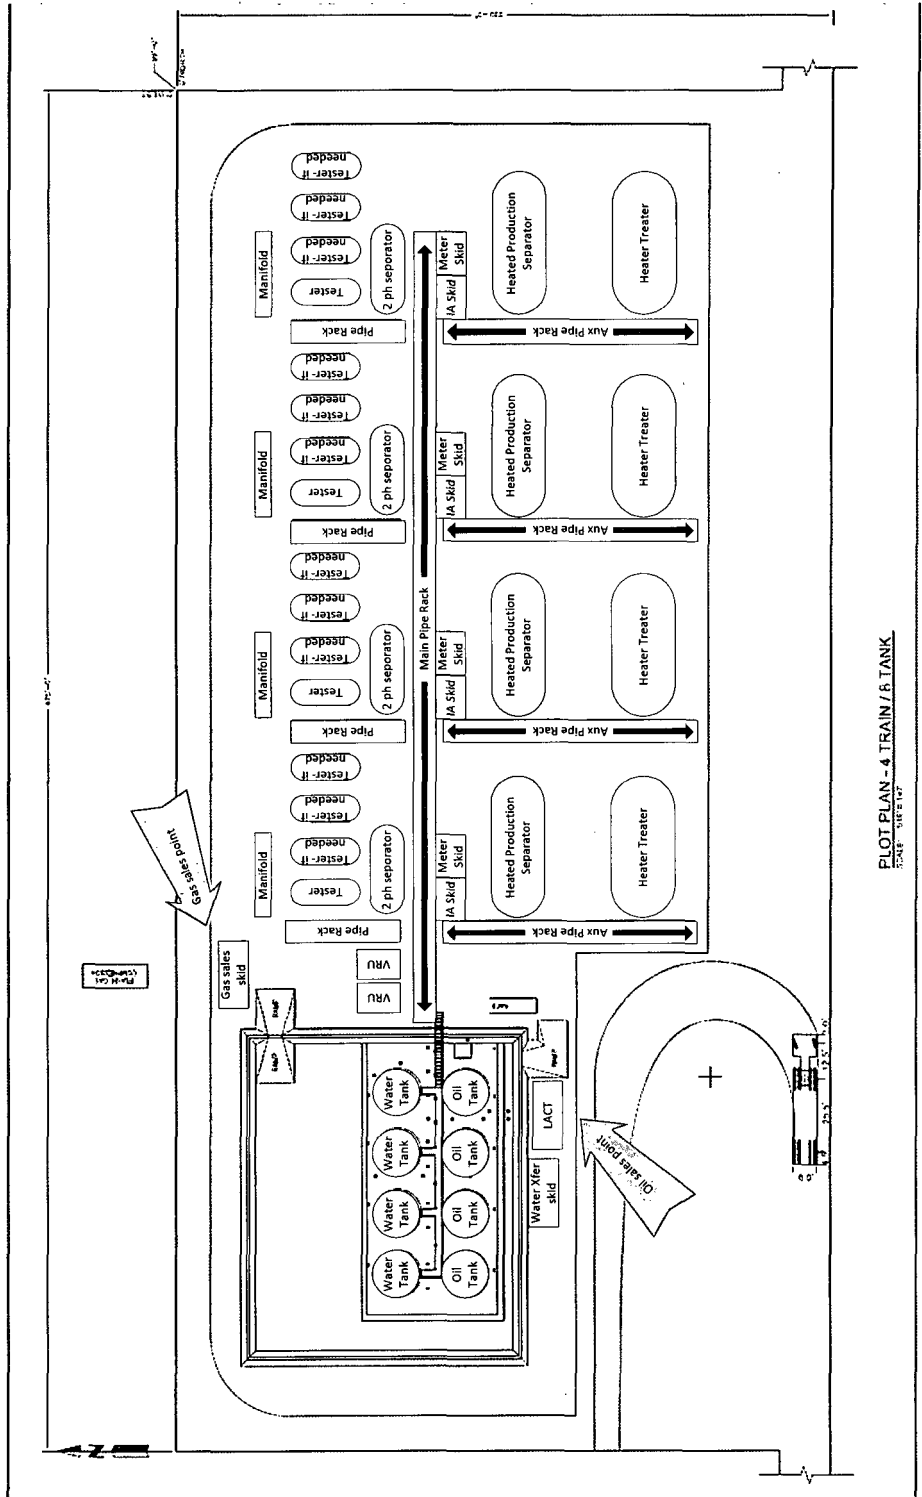 Gas sales point
Gas sales
skid
Manifold
Tester
Tester- if
needed
Tester- if
needed
Tester- if
needed
2 ph seporator
Pipe Rack
Meter
Skid
IA Skid
Heated Production
Separator
Heater Treater
Aux Pipe Rack
Manifold
Tester
Tester- if
needed
Tester- if
needed
Tester- if
needed
2 ph seporator
Pipe Rack
Meter
Skid
IA Skid
Heated Production
Separator
Heater Treater
Aux Pipe Rack
Main Pipe Rack
Manifold
Tester
Tester- if
needed
Tester- if
needed
Tester- if
needed
2 ph seporator
Pipe Rack
Meter
Skid
IA Skid
Heated Production
Separator
Heater Treater
Aux Pipe Rack
Manifold
Tester
Tester- if
needed
Tester- if
needed
Tester- if
needed
2 ph seporator
Pipe Rack
Meter
Skid
IA Skid
Heated Production
Separator
Heater Treater
Aux Pipe Rack
VRU
VRU
RAMP
RAMP
RAMP
Water
Tank
Water
Tank
Water
Tank
Water
Tank
Oil
Tank
Oil
Tank
Oil
Tank
Oil
Tank
LACT
Water Xfer
skid
Oil sales point
N
PLOT PLAN - 4 TRAIN / 8 TANK